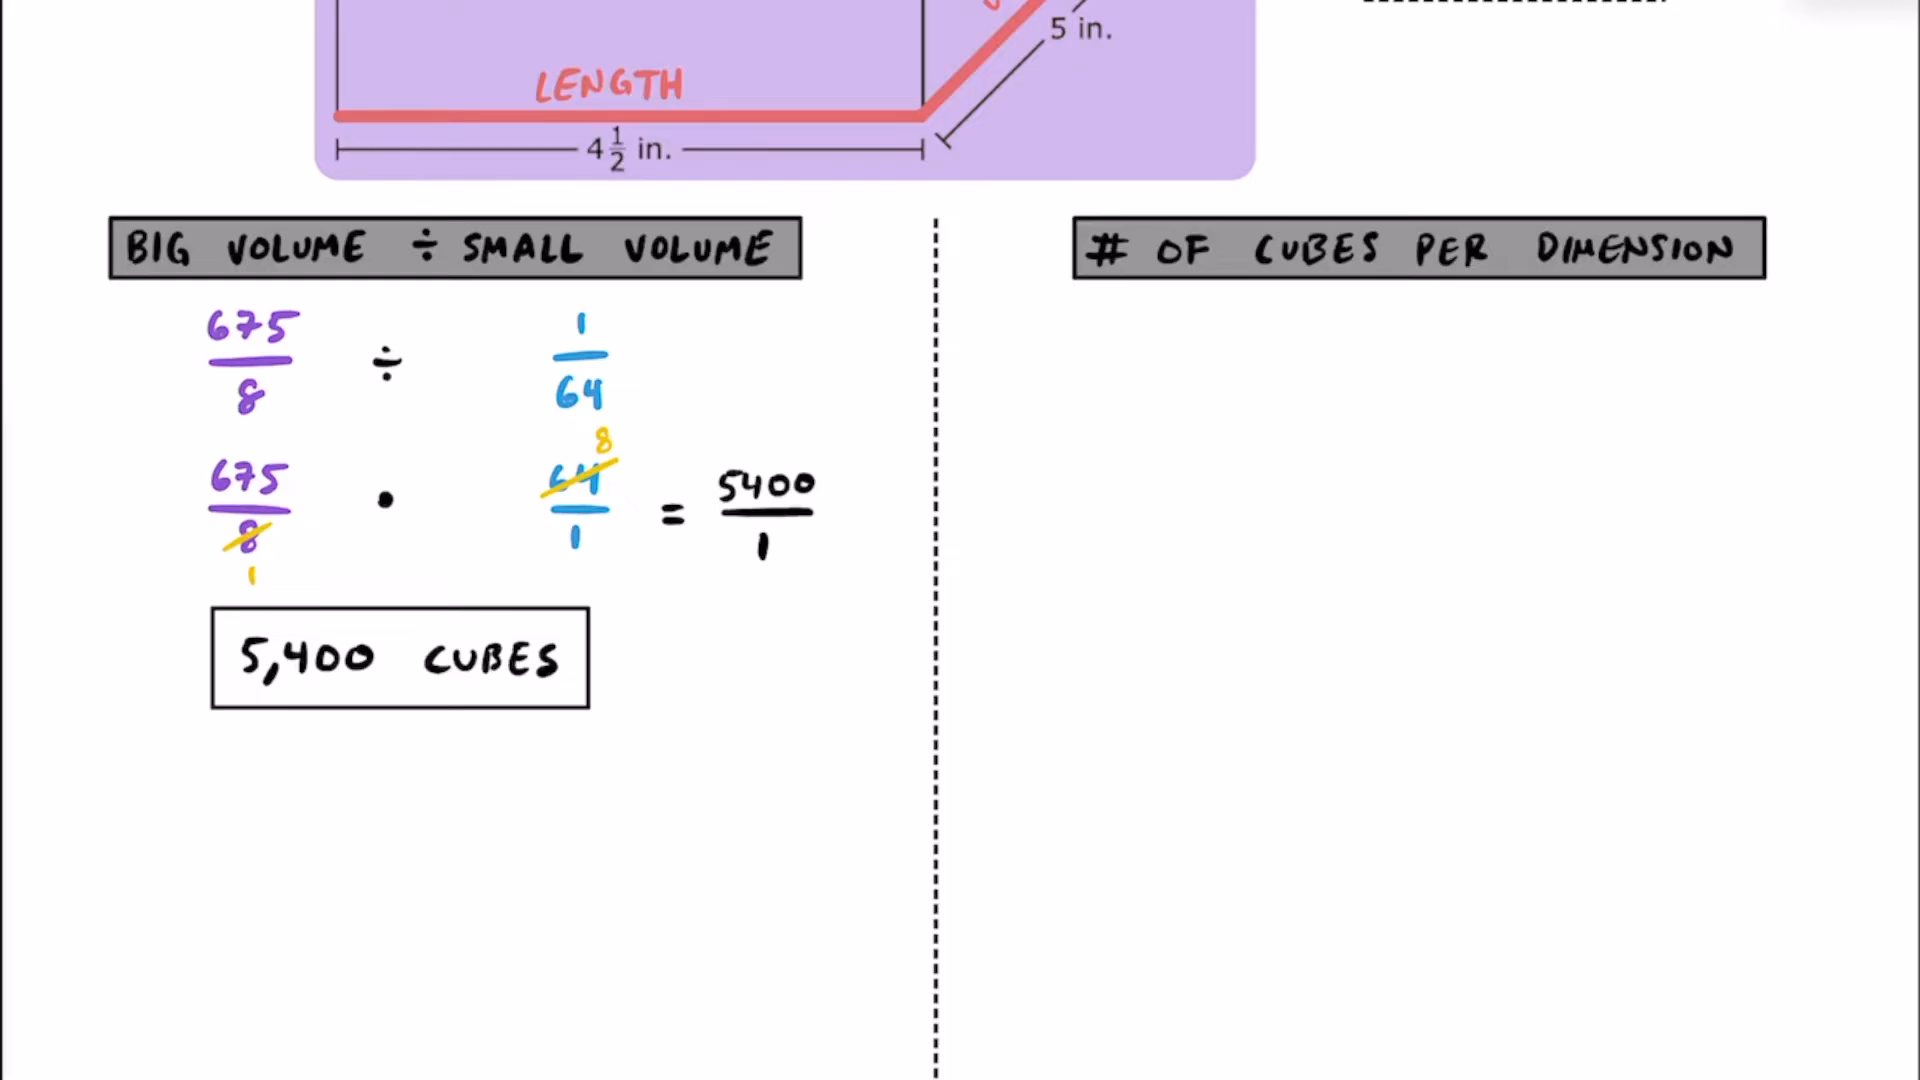 5 in.
LENGTH
4 1/2 in.
BIG VOLUME ÷ SMALL VOLUME
675/8 ÷ 1/64
8
675/8 • 64/1 = 5400/1
1
5,400 CUBES
# OF CUBES PER DIMENSION